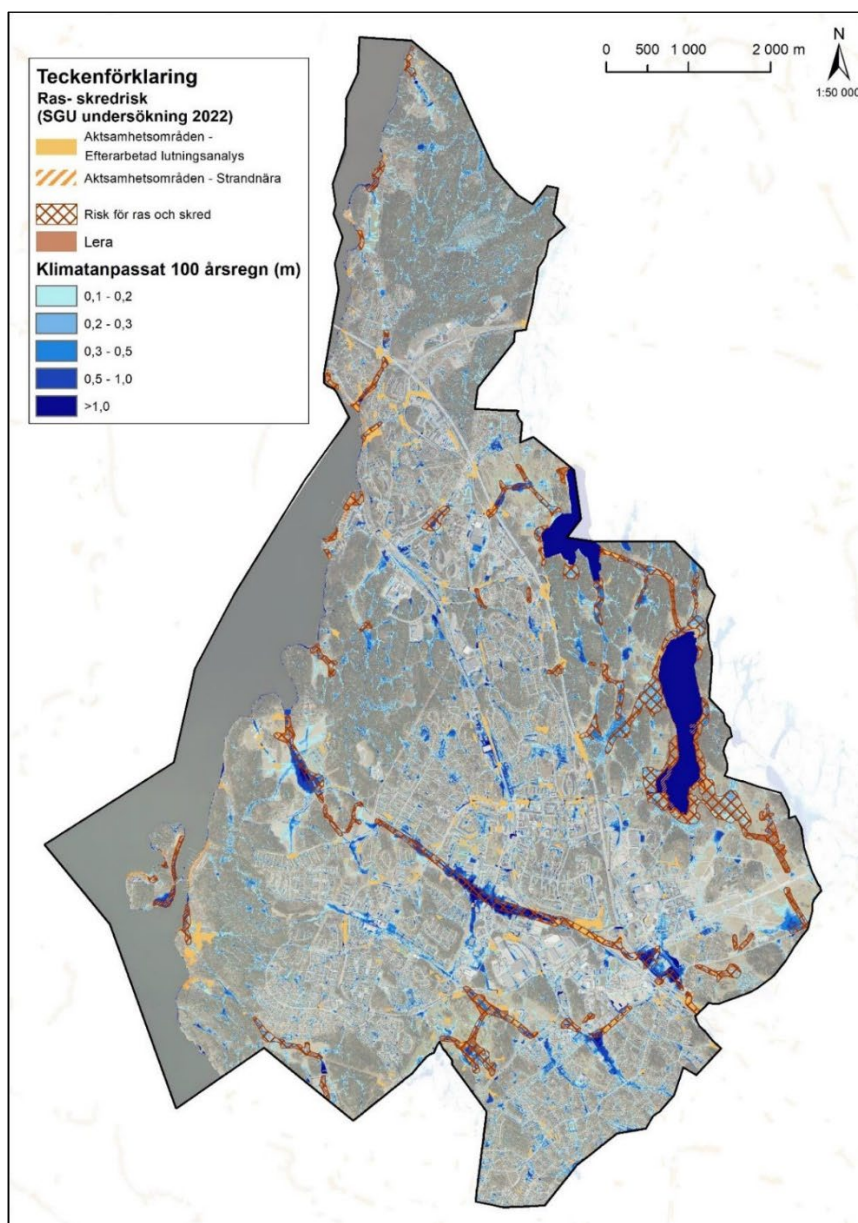 Teckenförklaring
Ras- skredrisk
(SGU undersökning 2022)
Aktsamhetsområden -
Efterarbetad lutningsanalys
Aktsamhetsområden - Strandnära
Risk för ras och skred
Lera
Klimatanpassat 100 årsregn (m)
0,1 - 0,2
0,2 - 0,3
0,3 - 0,5
0,5 - 1,0
>1,0
0 500 1 000 2 000 m
N
1:50 000